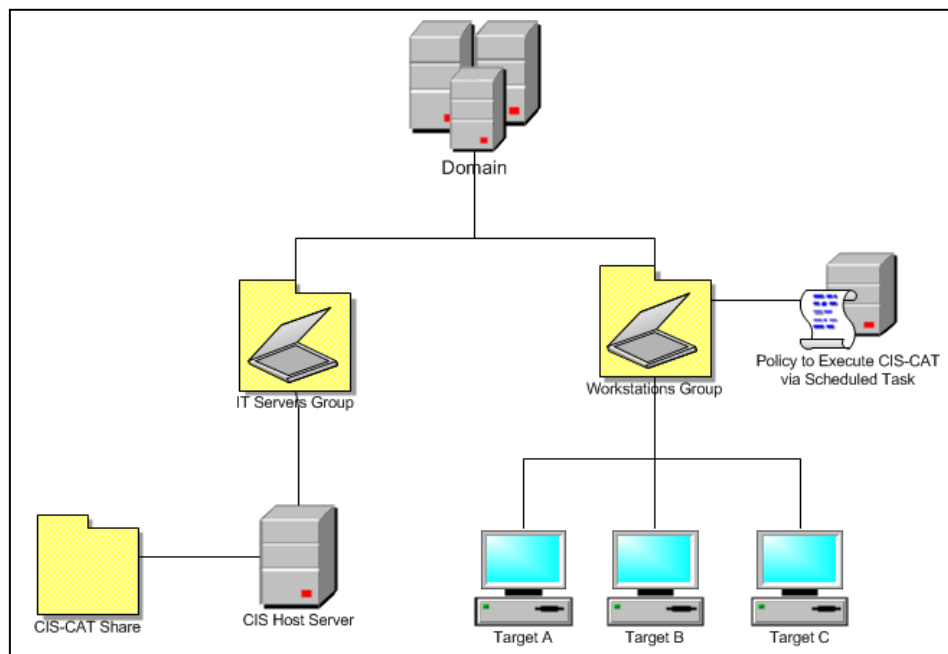 Domain
IT Servers Group
Workstations Group
Policy to Execute CIS-CAT
via Scheduled Task
CIS-CAT Share
CIS Host Server
Target A
Target B
Target C